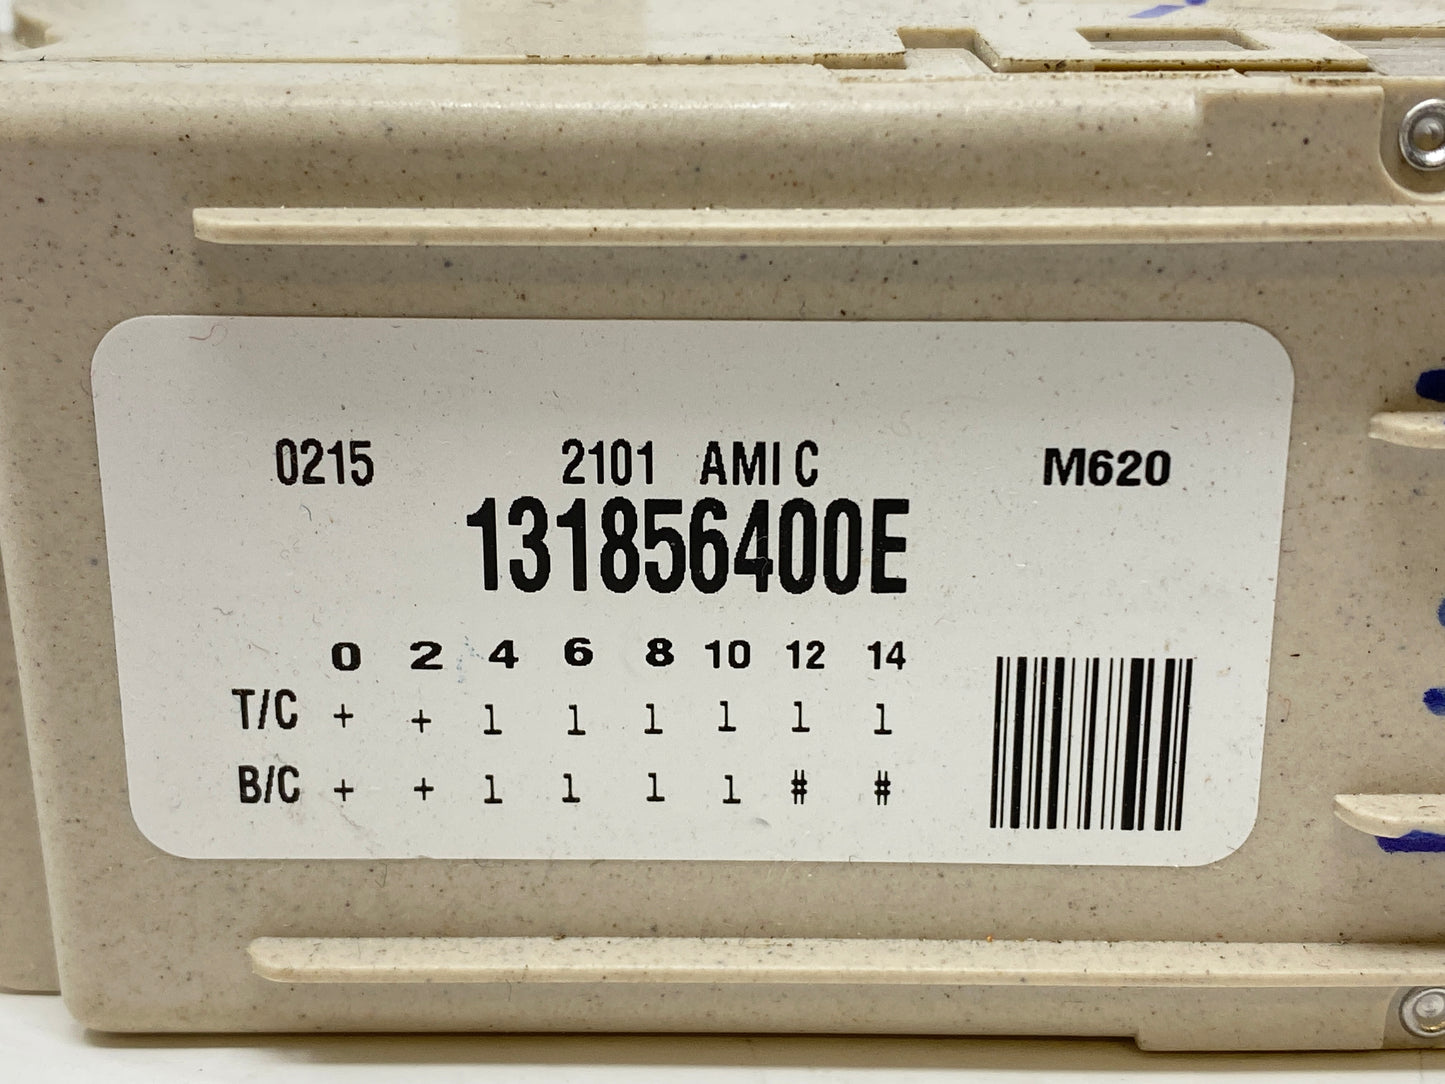 0215 2101 AMI C M620
131856400E
0 2 4 6 8 10 12 14
T/C + + 1 1 1 1 1 1
B/C + + 1 1 1 1 # #